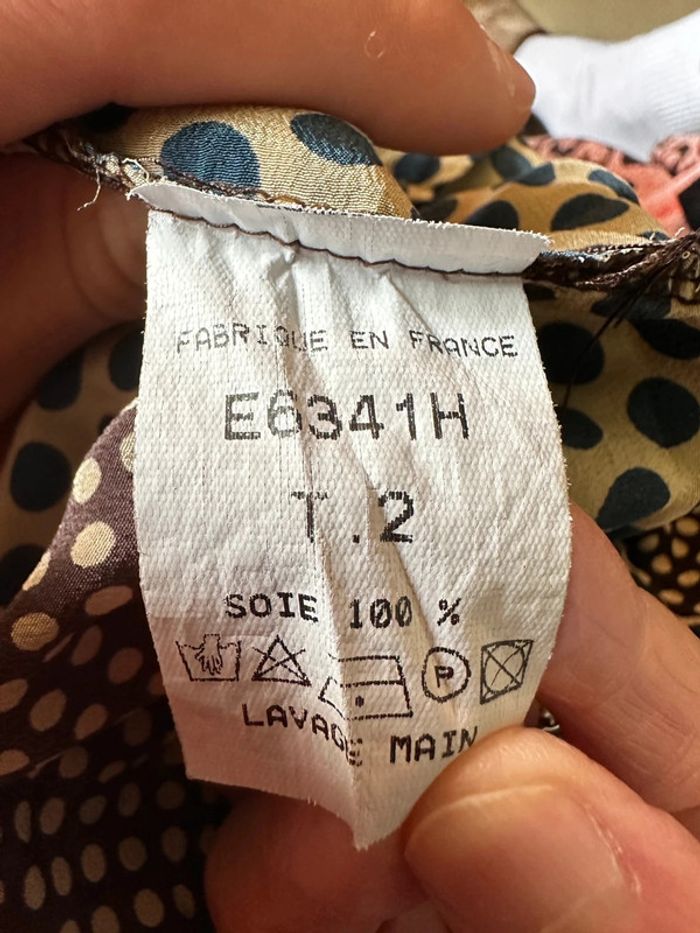 FABRIQUE EN FRANCE
E6341H
T.2
SOIE 100 %
P
LAVAGE MAIN